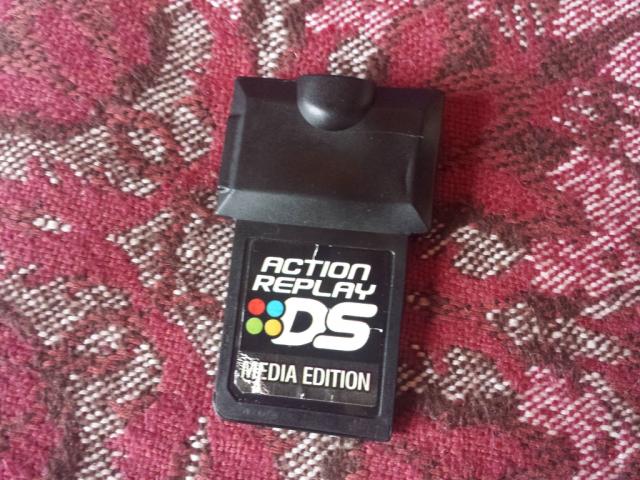 ACTION
REPLAY
DS
MEDIA EDITION